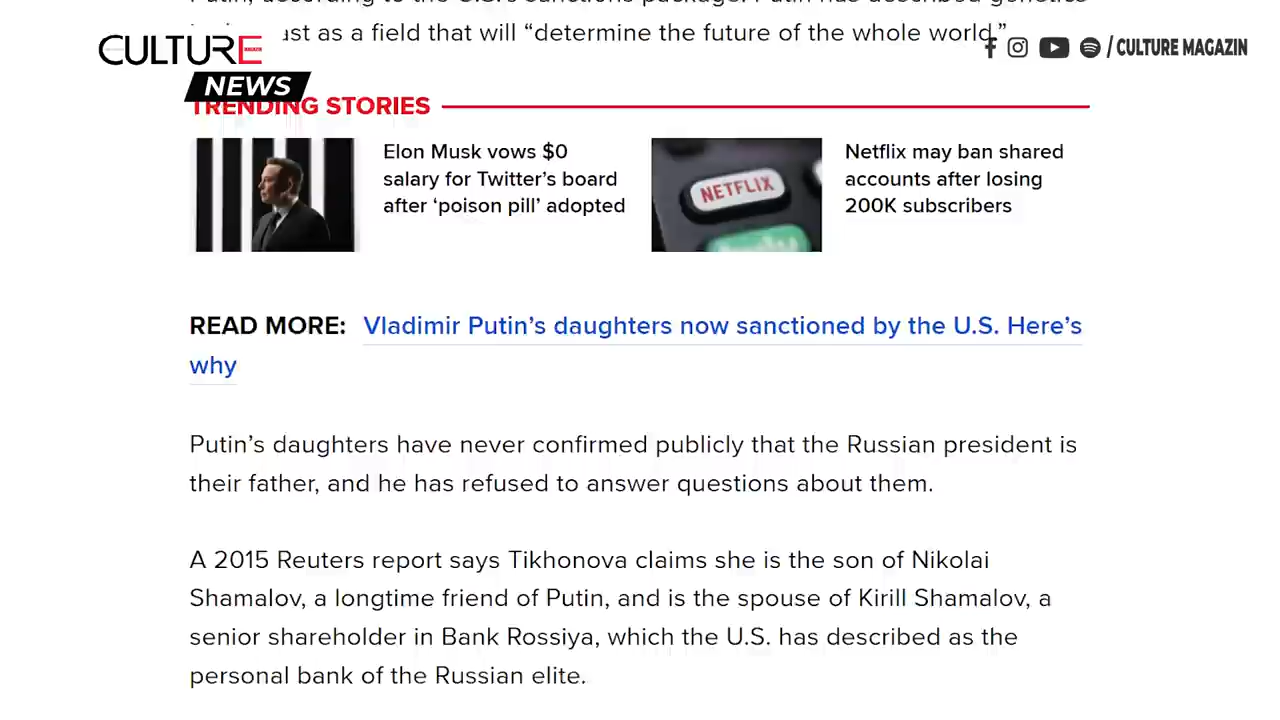 ast as a field that will “determine the future of the whole world.”
CULTURE
NEWS
/ CULTURE MAGAZIN
TRENDING STORIES
Elon Musk vows $0
salary for Twitter’s board
after ‘poison pill’ adopted
NETFLIX
Netflix may ban shared
accounts after losing
200K subscribers
READ MORE: Vladimir Putin’s daughters now sanctioned by the U.S. Here’s
why
Putin’s daughters have never confirmed publicly that the Russian president is
their father, and he has refused to answer questions about them.
A 2015 Reuters report says Tikhonova claims she is the son of Nikolai
Shamalov, a longtime friend of Putin, and is the spouse of Kirill Shamalov, a
senior shareholder in Bank Rossiya, which the U.S. has described as the
personal bank of the Russian elite.